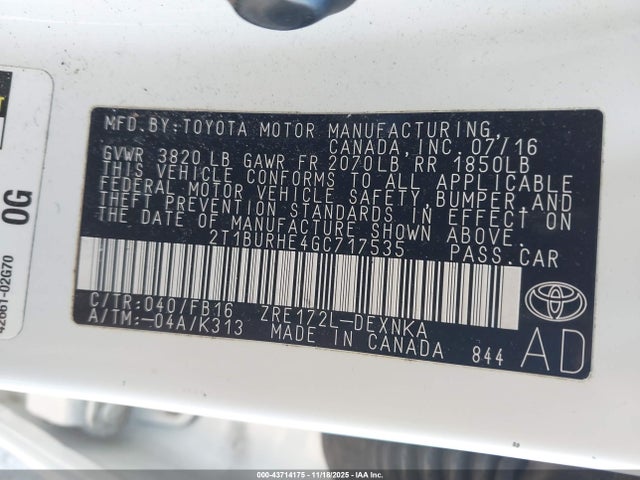 MFD.BY:TOYOTA MOTOR MANUFACTURING,
CANADA, INC. 07/16
GVWR 3820 LB GAWR FR 2070LB RR 1850LB
THIS VEHICLE CONFORMS TO ALL APPLICABLE
FEDERAL MOTOR VEHICLE SAFETY, BUMPER, AND
THEFT PREVENTION STANDARDS IN EFFECT ON
THE DATE OF MANUFACTURE SHOWN ABOVE.
2T1BURHE4GC717535 PASS.CAR
C/TR:040/FB16 ZRE172L-DEXNKA
A/TM:-04A/K313 MADE IN CANADA 844
AD
0G
42661-02G70
000-43714175 - 11/18/2025 - IAA, Inc.